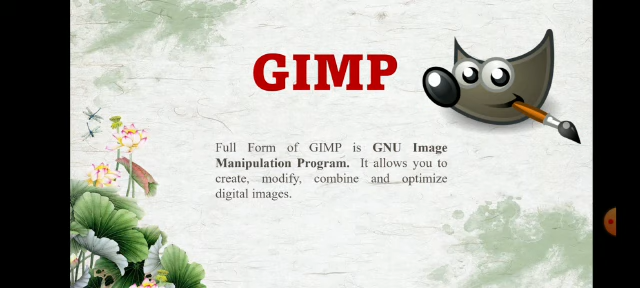 GIMP
Full Form of GIMP is GNU Image
Manipulation Program. It allows you to
create, modify, combine and optimize
digital images.